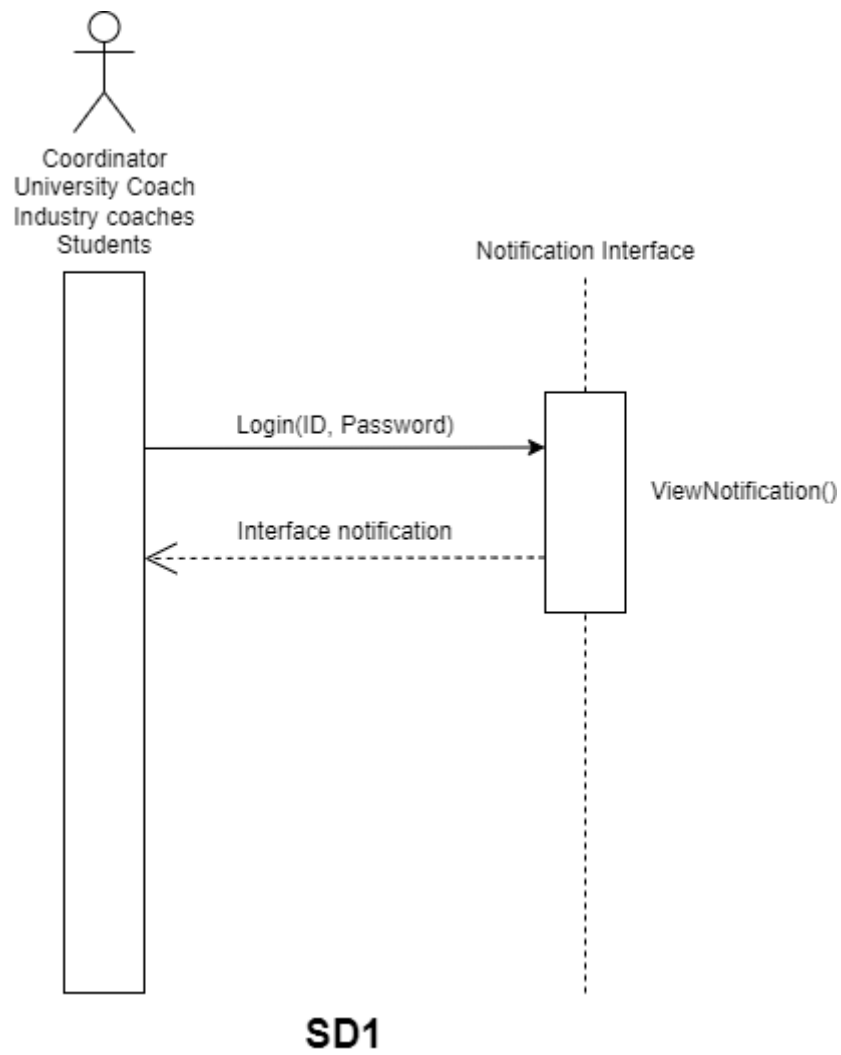 Coordinator
University Coach
Industry coaches
Students
Notification Interface
Login(ID, Password)
ViewNotification()
Interface notification
SD1